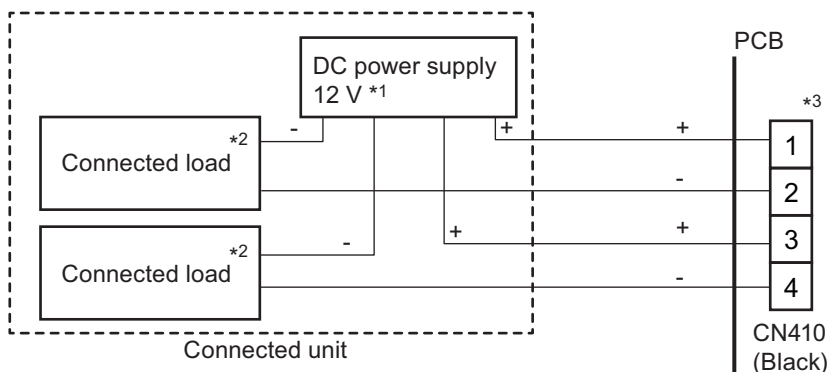 PCB
DC power supply
12 V *1
*3
*2
Connected load
- + + 1
- 2
*2
Connected load
- + + 3
- 4
Connected unit
CN410
(Black)